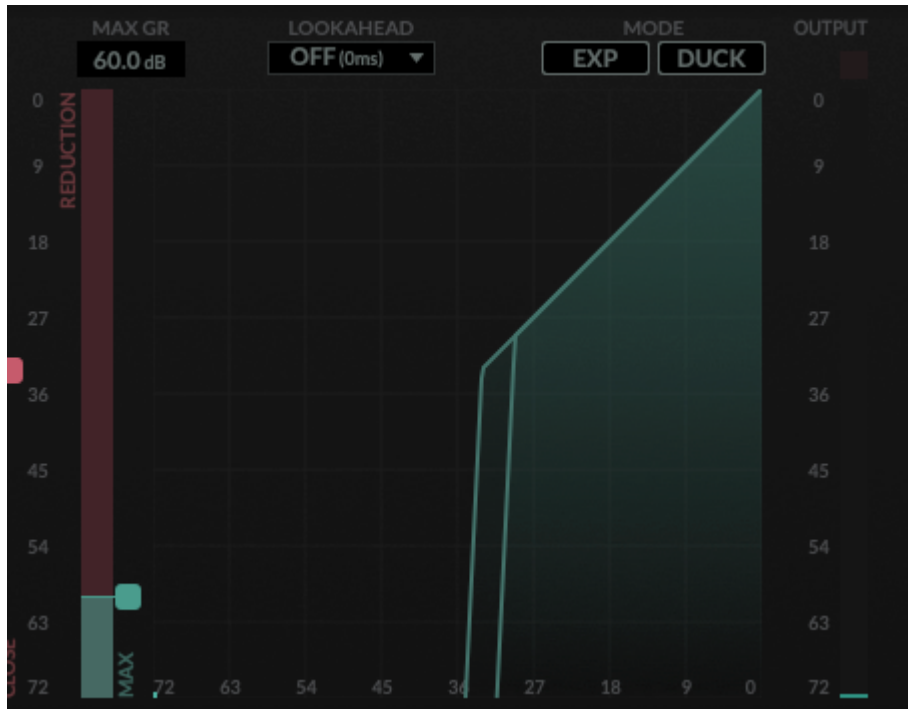 MAX GR
LOOKAHEAD
MODE
OUTPUT
60.0 dB
OFF (0ms)
EXP
DUCK
REDUCTION
0
9
18
27
36
45
54
63
72
CLOSE
MAX
72 63 54 45 36 27 18 9 0
0
9
18
27
36
45
54
63
72